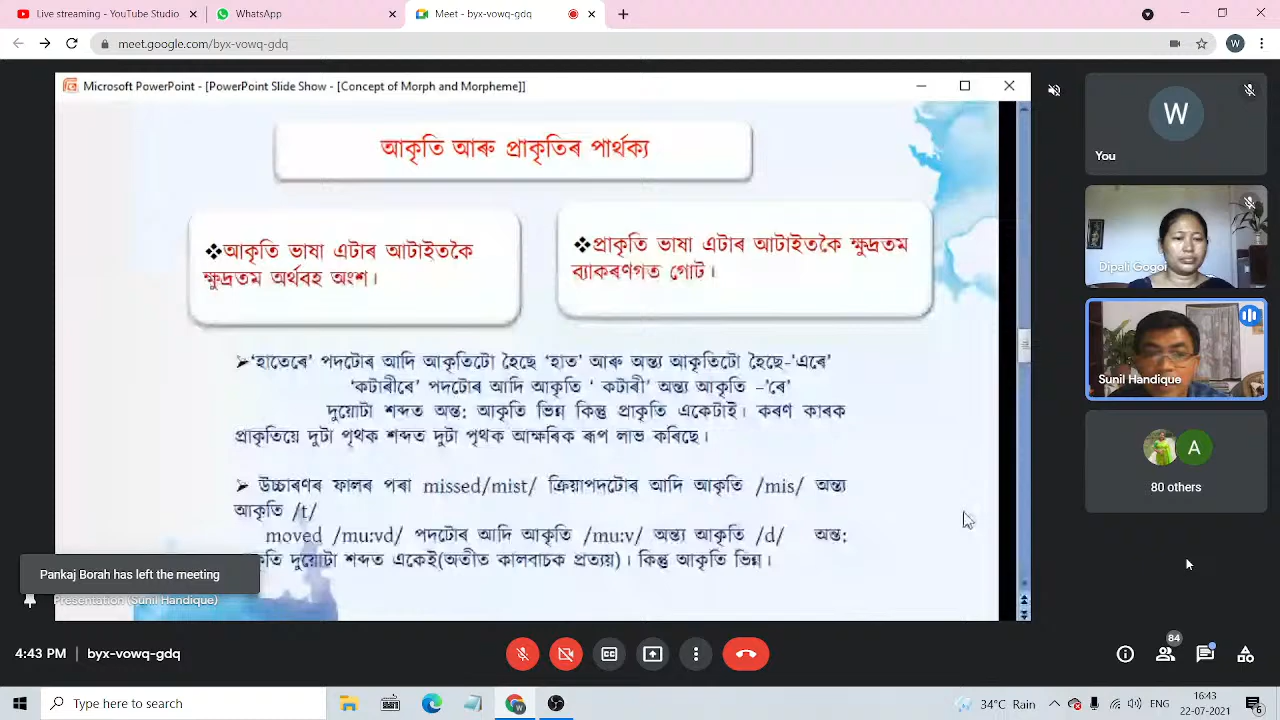 Live streaming - YouTube Studio
WhatsApp
Meet - byx-vowq-gdq
meet.google.com/byx-vowq-gdq
W
Microsoft PowerPoint - [PowerPoint Slide Show - [Concept of Morph and Morpheme]]
আকৃতি আৰু প্ৰাকৃতিৰ পাৰ্থক্য
❖আকৃতি ভাষা এটাৰ আটাইতকৈ
ক্ষুদ্ৰতম অৰ্থবহ অংশ।
❖প্ৰাকৃতি ভাষা এটাৰ আটাইতকৈ ক্ষুদ্ৰতম
ব্যাকৰণগত গোট।
➢‘হাতেৰে’ পদটোৰ আদি আকৃতিটো হৈছে ‘হাত’ আৰু অন্ত্য আকৃতিটো হৈছে-'এৰে’
‘কটাৰীৰে’ পদটোৰ আদি আকৃতি ‘ কটাৰী’ অন্ত্য আকৃতি –'ৰে’
দুয়োটা শব্দত অন্ত: আকৃতি ভিন্ন কিন্তু প্ৰাকৃতি একেটাই। কৰণ কাৰক
প্ৰাকৃতিয়ে দুটা পৃথক শব্দত দুটা পৃথক আক্ষৰিক ৰূপ লাভ কৰিছে।
➢ উচ্চাৰণৰ ফালৰ পৰা missed/mist/ ক্ৰিয়াপদটোৰ আদি আকৃতি /mis/ অন্ত্য
আকৃতি /t/
moved /mu:vd/ পদটোৰ আদি আকৃতি /mu:v/ অন্ত্য আকৃতি /d/ অন্ত:
দুয়োটা শব্দত একেই(অতীত কালবাচক প্ৰত্যয়)। কিন্তু আকৃতি ভিন্ন।
W
You
Dipali Gogoi
Sunil Handique
A
80 others
Pankaj Borah has left the meeting
Presentation (Sunil Handique)
4:43 PM | byx-vowq-gdq
84
Type here to search
34°C Rain
ENG
16:43
22-07-2021
6